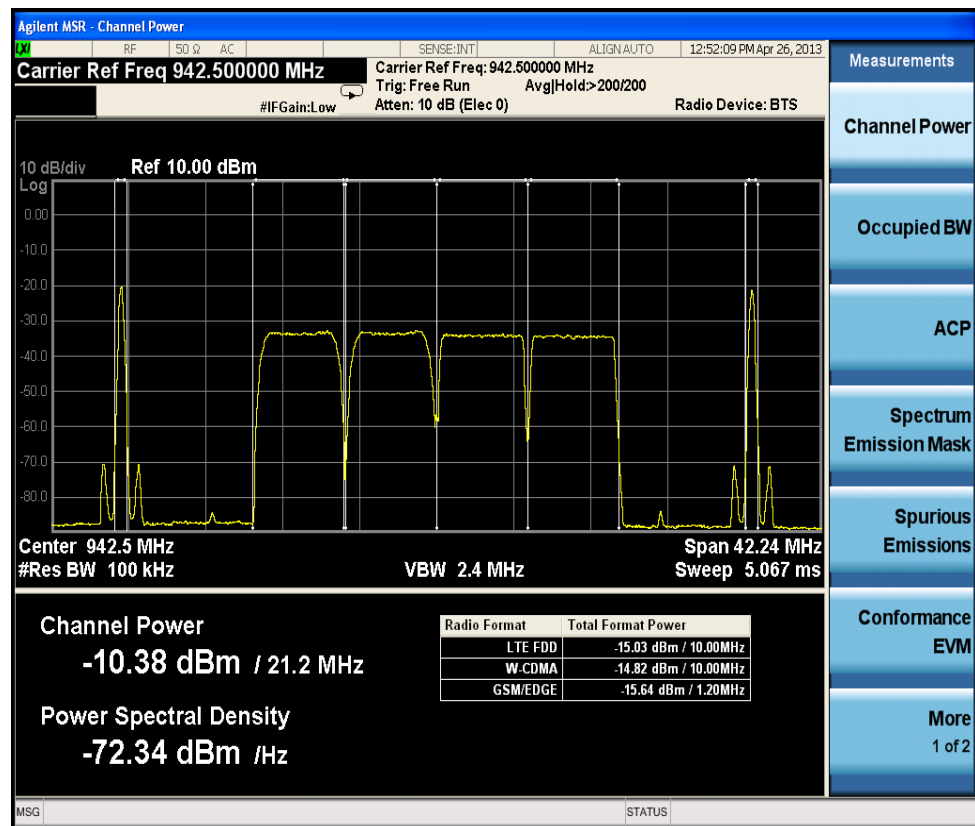 Agilent MSR - Channel Power
LXI RF 50 Ω AC SENSE:INT ALIGN AUTO 12:52:09 PM Apr 26, 2013
Carrier Ref Freq 942.500000 MHz
Carrier Ref Freq: 942.500000 MHz
Trig: Free Run Avg|Hold:>200/200
#IFGain:Low Atten: 10 dB (Elec 0) Radio Device: BTS
10 dB/div Ref 10.00 dBm
Log
0.00
-10.0
-20.0
-30.0
-40.0
-50.0
-60.0
-70.0
-80.0
Center 942.5 MHz Span 42.24 MHz
#Res BW 100 kHz VBW 2.4 MHz Sweep 5.067 ms
Channel Power
-10.38 dBm / 21.2 MHz
Power Spectral Density
-72.34 dBm /Hz
Radio Format Total Format Power
LTE FDD -15.03 dBm / 10.00MHz
W-CDMA -14.82 dBm / 10.00MHz
GSM/EDGE -15.64 dBm / 1.20MHz
Measurements
Channel Power
Occupied BW
ACP
Spectrum
Emission Mask
Spurious
Emissions
Conformance
EVM
More
1 of 2
MSG STATUS